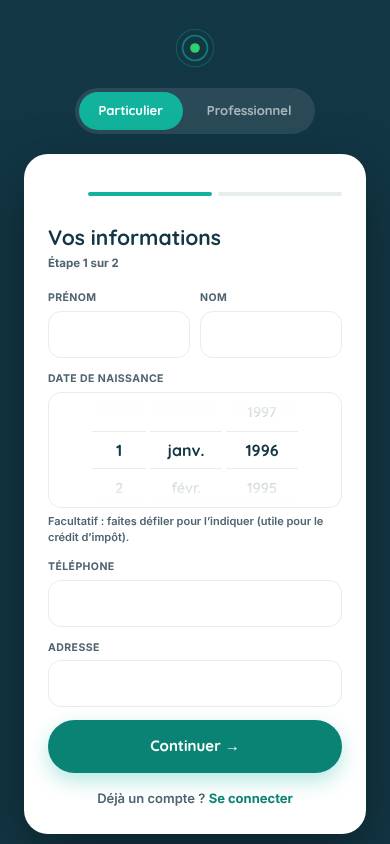 Particulier
Professionnel
Vos informations
Étape 1 sur 2
PRÉNOM
NOM
DATE DE NAISSANCE
1997
1 janv. 1996
2 févr. 1995
Facultatif : faites défiler pour l'indiquer (utile pour le
crédit d'impôt).
TÉLÉPHONE
ADRESSE
Continuer →
Déjà un compte ? Se connecter